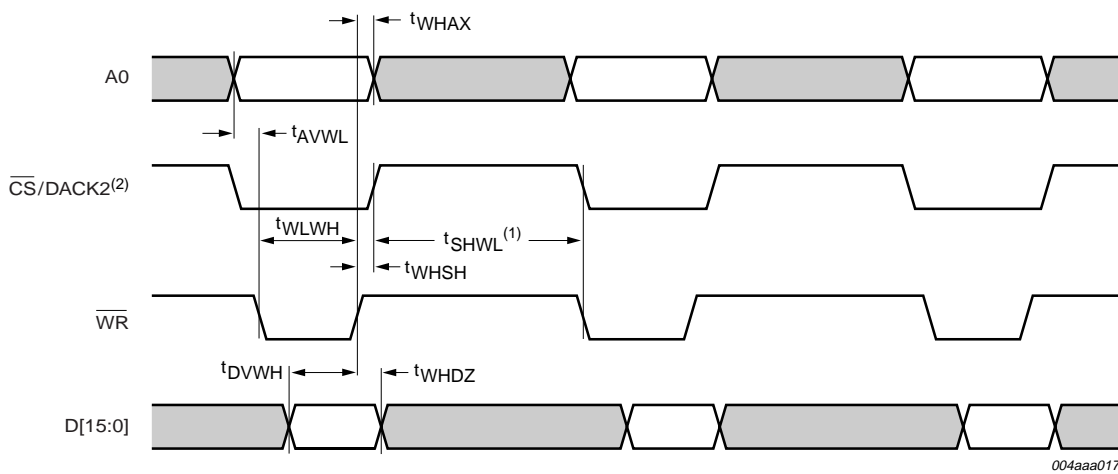 tWHAX
A0
tAVWL
CS/DACK2(2)
tWLWH
tSHWL(1)
tWHSH
WR
tDVWH
tWHDZ
D[15:0]
004aaa017